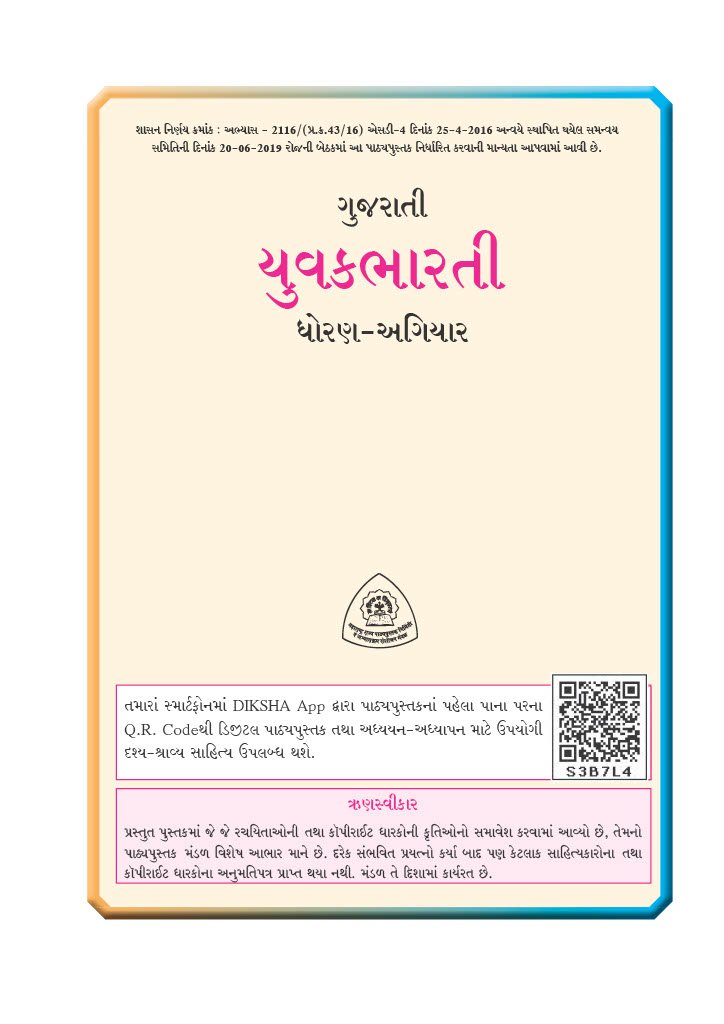 શાસન નિર્ણય ક્રમાંક : અભ્યાસ - 2116/(પ્ર.ક્ર.43/16) એસડી-4 દિનાંક 25-4-2016 અન્વયે સ્થાપિત થયેલ સમન્વય
સમિતિની દિનાંક 20-06-2019 રોજની બેઠકમાં આ પાઠ્યપુસ્તક નિર્ધારિત કરવાની માન્યતા આપવામાં આવી છે.
ગુજરાતી
યુવકભારતી
ધોરણ-અગિયાર
તમારાં સ્માર્ટફોનમાં DIKSHA App દ્વારા પાઠ્યપુસ્તકનાં પહેલા પાના પરના
Q.R. Codeથી ડિજીટલ પાઠ્યપુસ્તક તથા અધ્યયન-અધ્યાપન માટે ઉપયોગી
દૃશ્ય-શ્રાવ્ય સાહિત્ય ઉપલબ્ધ થશે.
S3B7L4
ઋણસ્વીકાર
પ્રસ્તુત પુસ્તકમાં જે જે રચયિતાઓની તથા કૉપીરાઈટ ધારકોની કૃતિઓનો સમાવેશ કરવામાં આવ્યો છે, તેમનો
પાઠ્યપુસ્તક મંડળ વિશેષ આભાર માને છે. દરેક સંભવિત પ્રયત્નો કર્યા બાદ પણ કેટલાક સાહિત્યકારોના તથા
કૉપીરાઈટ ધારકોના અનુમતિપત્ર પ્રાપ્ત થયા નથી. મંડળ તે દિશામાં કાર્યરત છે.